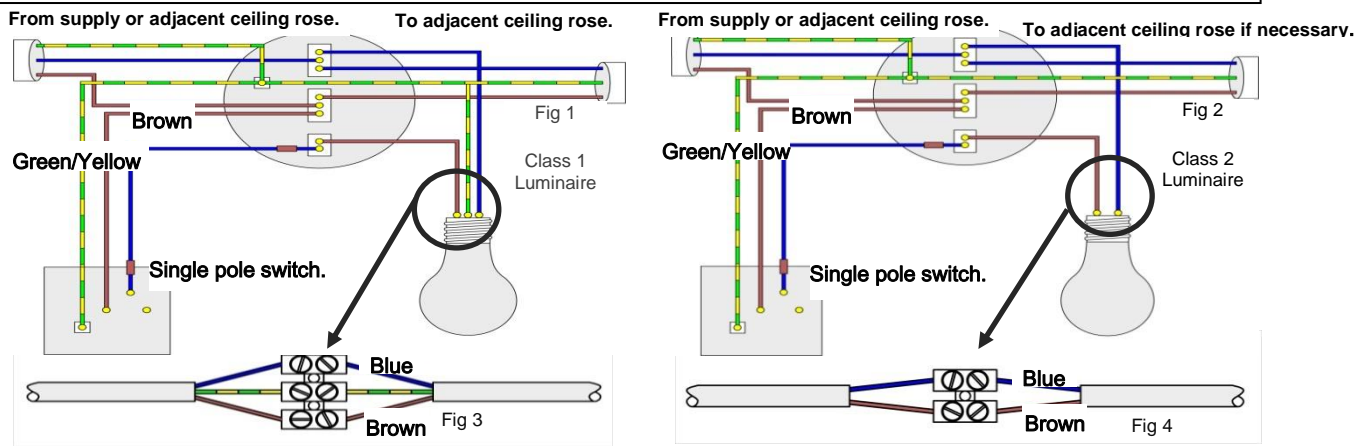 From supply or adjacent ceiling rose.
To adjacent ceiling rose.
Fig 1
Brown
Green/Yellow
Class 1
Luminaire
Single pole switch.
Blue
Brown
Fig 3
From supply or adjacent ceiling rose.
To adjacent ceiling rose if necessary.
Fig 2
Brown
Green/Yellow
Class 2
Luminaire
Single pole switch.
Blue
Brown
Fig 4